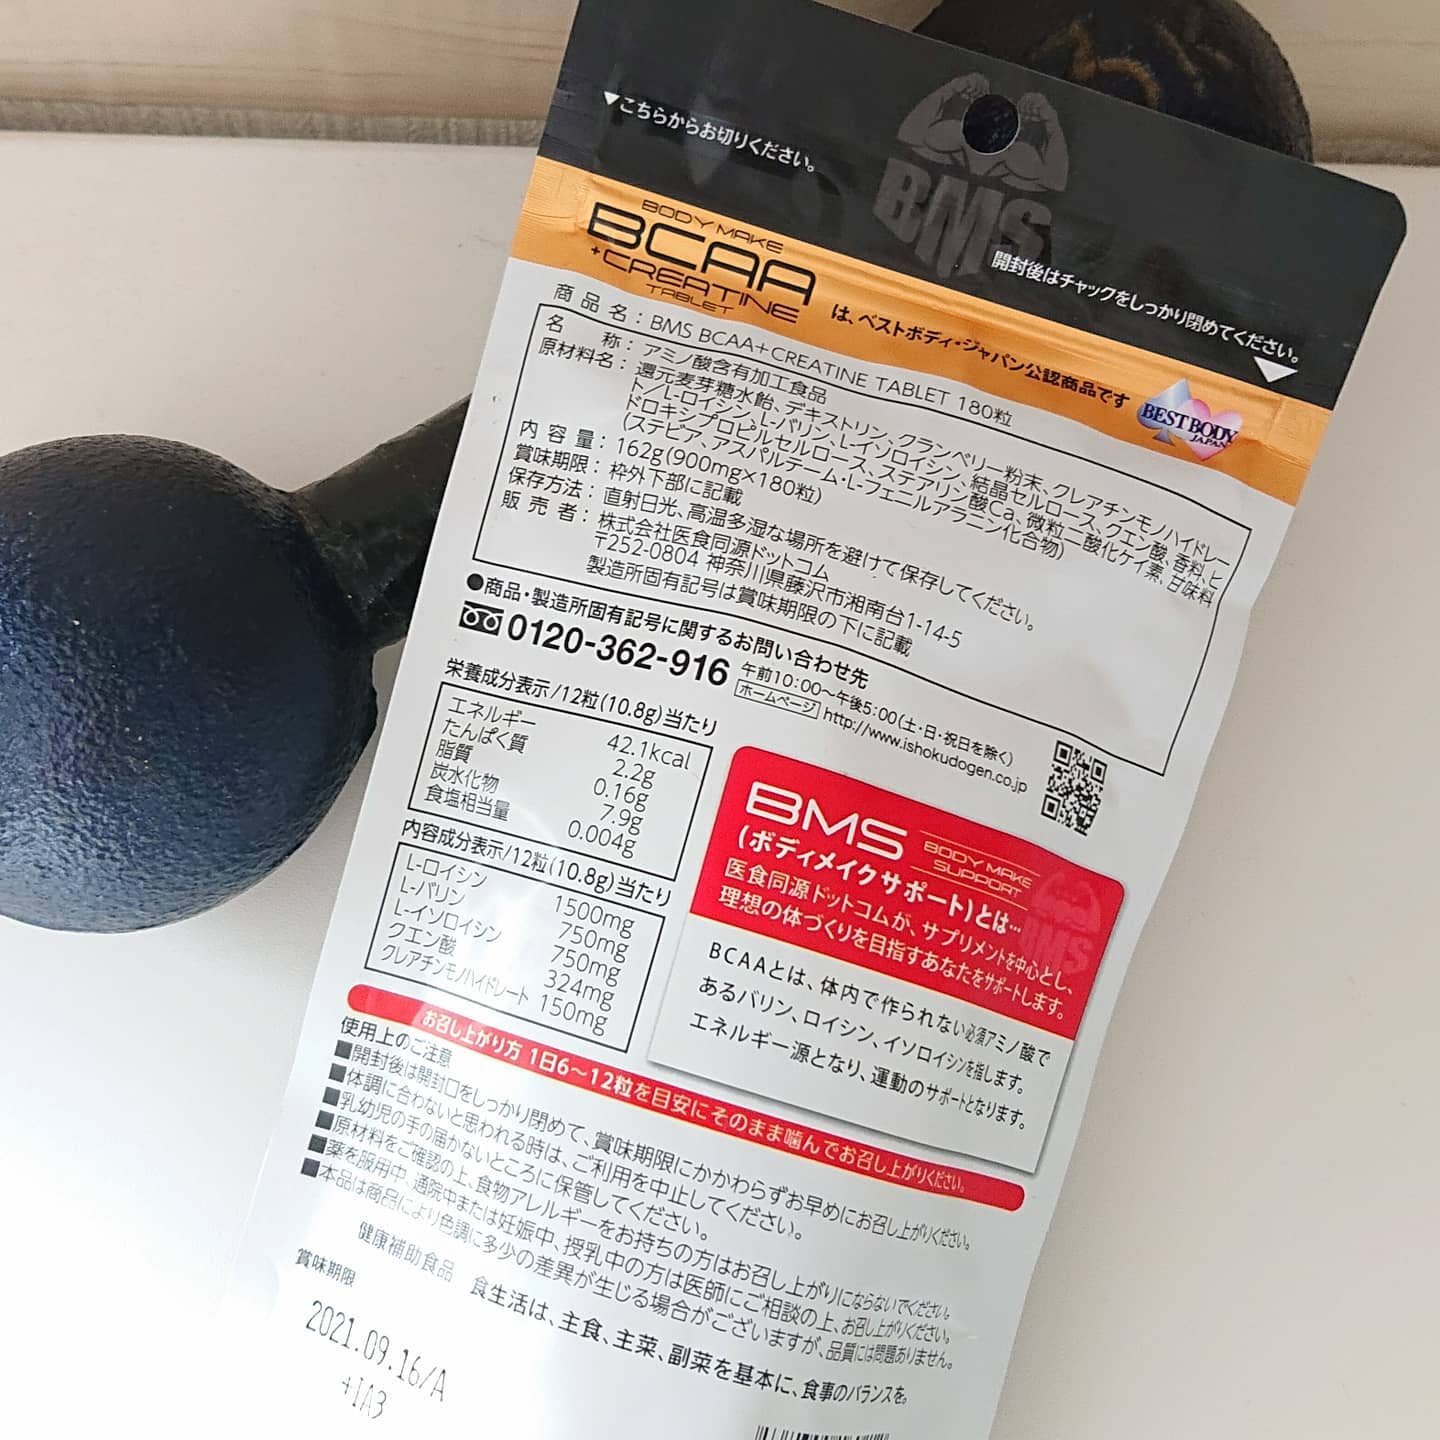 ▼こちらからお切りください。
BMS
開封後はチャックをしっかり閉めてください。
BODY MAKE
BCAA
+CREATINE
TABLET
は、ベストボディ・ジャパン公認商品です
BEST BODY
JAPAN
商品名：BMS BCAA+CREATINE TABLET 180粒
名称：アミノ酸含有加工食品
原材料名：還元麦芽糖水飴、デキストリン、クランベリー粉末、クレアチンモノハイドレー
ト／L-ロイシン、L-バリン、L-イソロイシン、結晶セルロース、クエン酸、香料、ヒ
ドロキシプロピルセルロース、ステアリン酸Ca、微粒二酸化ケイ素、甘味料
(ステビア、アスパルテーム・L-フェニルアラニン化合物)
内容量：162g(900mg×180粒)
賞味期限：枠外下部に記載
保存方法：直射日光、高温多湿な場所を避けて保存してください。
販売者：株式会社医食同源ドットコム
〒252-0804 神奈川県藤沢市湘南台1-14-5
製造所固有記号は賞味期限の下に記載
●商品・製造所固有記号に関するお問い合わせ先
0120-362-916
午前10:00〜午後5:00(土・日・祝日を除く)
ホームページ http://www.ishokudogen.co.jp
栄養成分表示/12粒(10.8g)当たり
エネルギー 42.1kcal
たんぱく質 2.2g
脂質 0.16g
炭水化物 7.9g
食塩相当量 0.004g
内容成分表示/12粒(10.8g)当たり
L-ロイシン 1500mg
L-バリン 750mg
L-イソロイシン 750mg
クエン酸 324mg
クレアチンモノハイドレート 150mg
BMS BODY MAKE
SUPPORT
(ボディメイクサポート)とは…
医食同源ドットコムが、サプリメントを中心とし、
理想の体づくりを目指すあなたをサポートします。
BMS
BCAAとは、体内で作られない必須アミノ酸で
あるバリン、ロイシン、イソロイシンを指します。
エネルギー源となり、運動のサポートとなります。
お召し上がり方 1日6〜12粒を目安にそのまま噛んでお召し上がりください。
使用上のご注意
■開封後は開封口をしっかり閉めて、賞味期限にかかわらずお早めにお召し上がりください。
■体調に合わないと思われる時は、ご利用を中止してください。
■乳幼児の手の届かないところに保管してください。
■原材料をご確認の上、食物アレルギーをお持ちの方はお召し上がりにならないでください。
■薬を服用中、通院中または妊娠中、授乳中の方は医師にご相談の上、お召し上がりください。
■本品は商品により色調に多少の差異が生じる場合がございますが、品質には問題ありません。
健康補助食品 食生活は、主食、主菜、副菜を基本に、食事のバランスを。
賞味期限
2021.09.16/A
+IA3